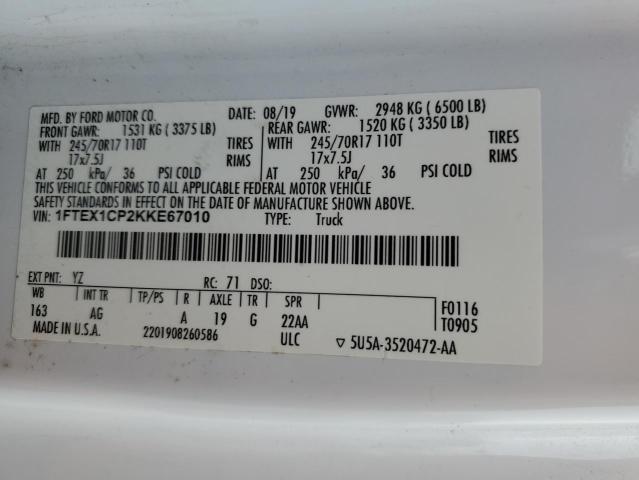 MFD. BY FORD MOTOR CO. DATE: 08/19 GVWR: 2948 KG ( 6500 LB)
FRONT GAWR: 1531 KG ( 3375 LB) REAR GAWR: 1520 KG ( 3350 LB)
WITH 245/70R17 110T TIRES WITH 245/70R17 110T TIRES
17x7.5J RIMS 17x7.5J RIMS
AT 250 kPa/ 36 PSI COLD AT 250 kPa/ 36 PSI COLD
THIS VEHICLE CONFORMS TO ALL APPLICABLE FEDERAL MOTOR VEHICLE
SAFETY STANDARDS IN EFFECT ON THE DATE OF MANUFACTURE SHOWN ABOVE.
VIN: 1FTEX1CP2KKE67010 TYPE: Truck
EXT PNT: YZ RC: 71 DSO:
WB INT TR TP/PS R AXLE TR SPR F0116
163 AG A 19 G 22AA T0905
MADE IN U.S.A. 2201908260586 ULC ▽ 5U5A-3520472-AA